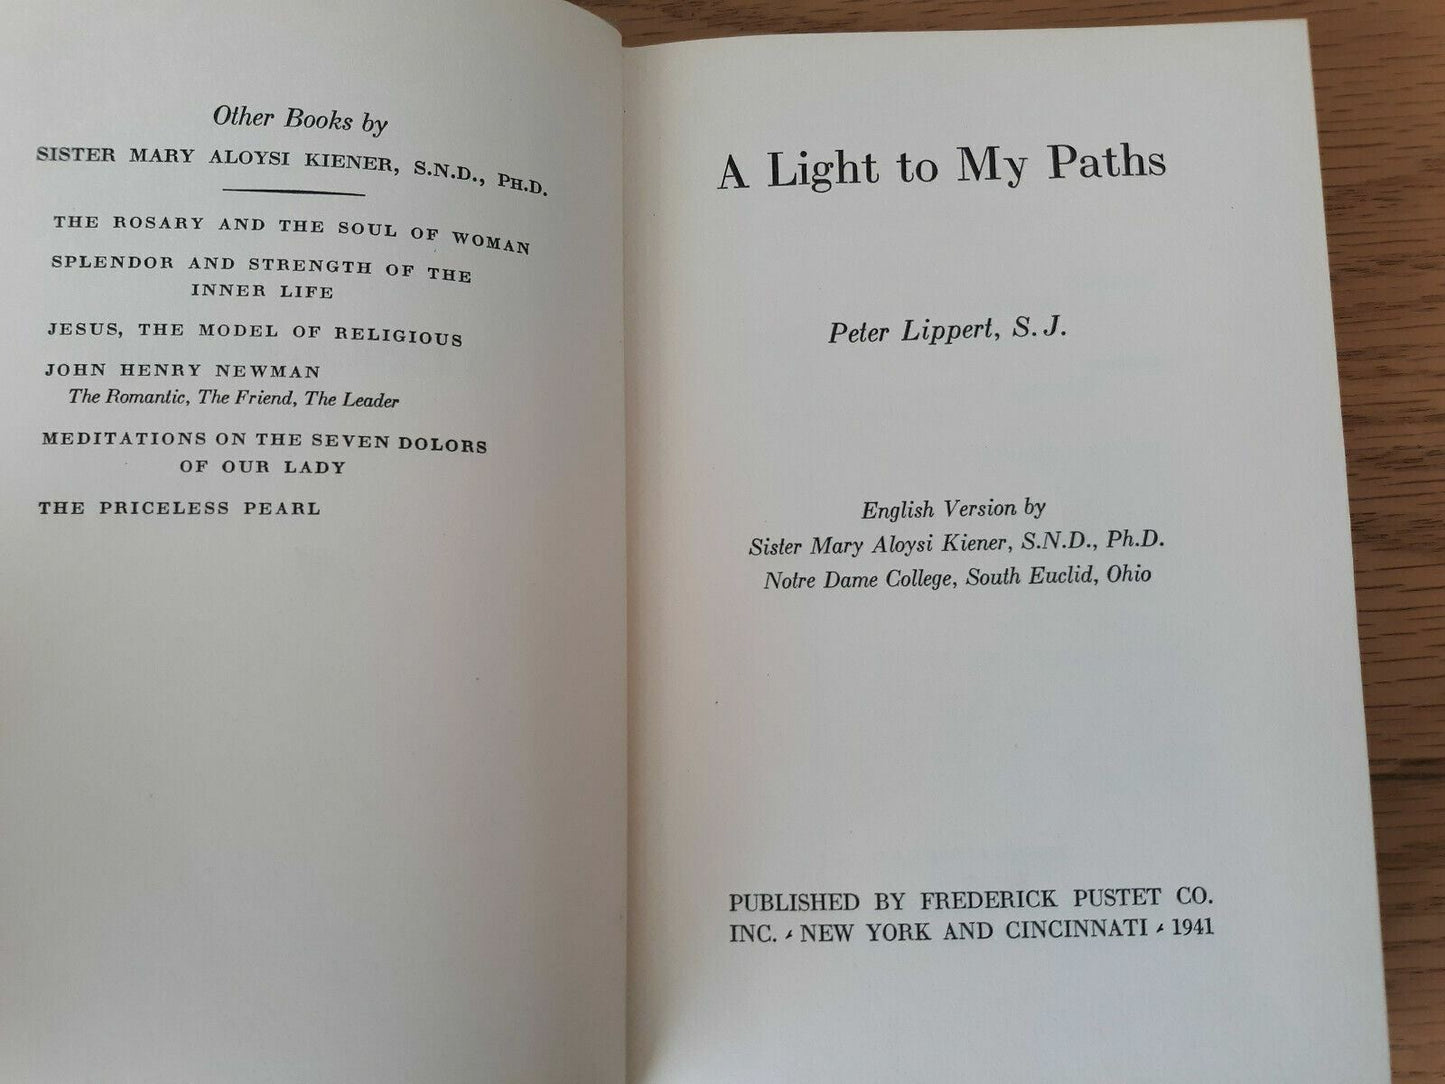 Other Books by
SISTER MARY ALOYSI KIENER, S.N.D., PH.D.
THE ROSARY AND THE SOUL OF WOMAN
SPLENDOR AND STRENGTH OF THE
INNER LIFE
JESUS, THE MODEL OF RELIGIOUS
JOHN HENRY NEWMAN
The Romantic, The Friend, The Leader
MEDITATIONS ON THE SEVEN DOLORS
OF OUR LADY
THE PRICELESS PEARL
A Light to My Paths
Peter Lippert, S. J.
English Version by
Sister Mary Aloysi Kiener, S.N.D., Ph.D.
Notre Dame College, South Euclid, Ohio
PUBLISHED BY FREDERICK PUSTET CO.
INC. ⸝ NEW YORK AND CINCINNATI ⸝ 1941